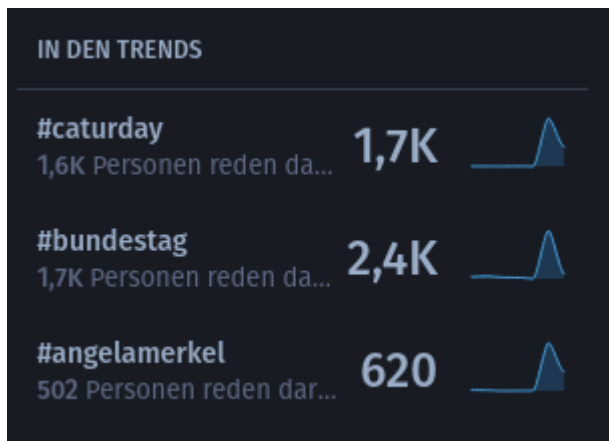 IN DEN TRENDS
#caturday
1,6K Personen reden da...
1,7K
#bundestag
1,7K Personen reden da...
2,4K
#angelamerkel
502 Personen reden dar...
620